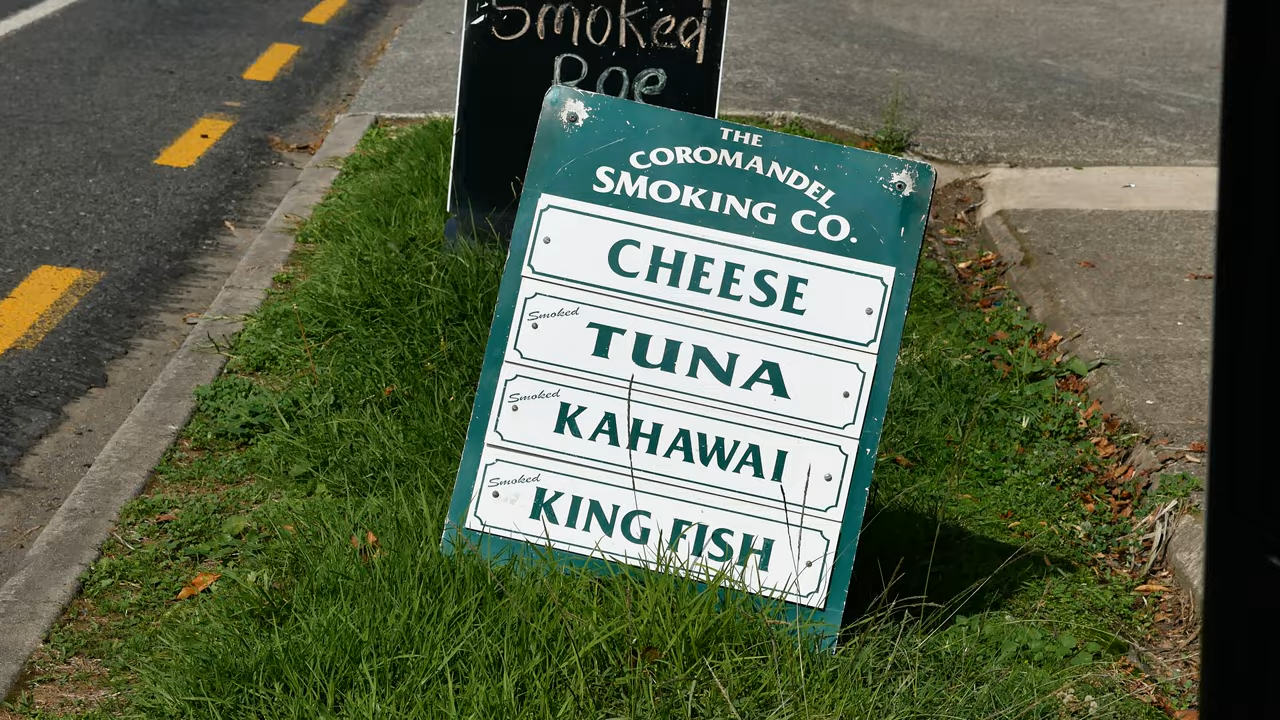 Smoked
Roe
THE
COROMANDEL
SMOKING CO.
CHEESE
Smoked
TUNA
Smoked
KAHAWAI
Smoked
KING FISH